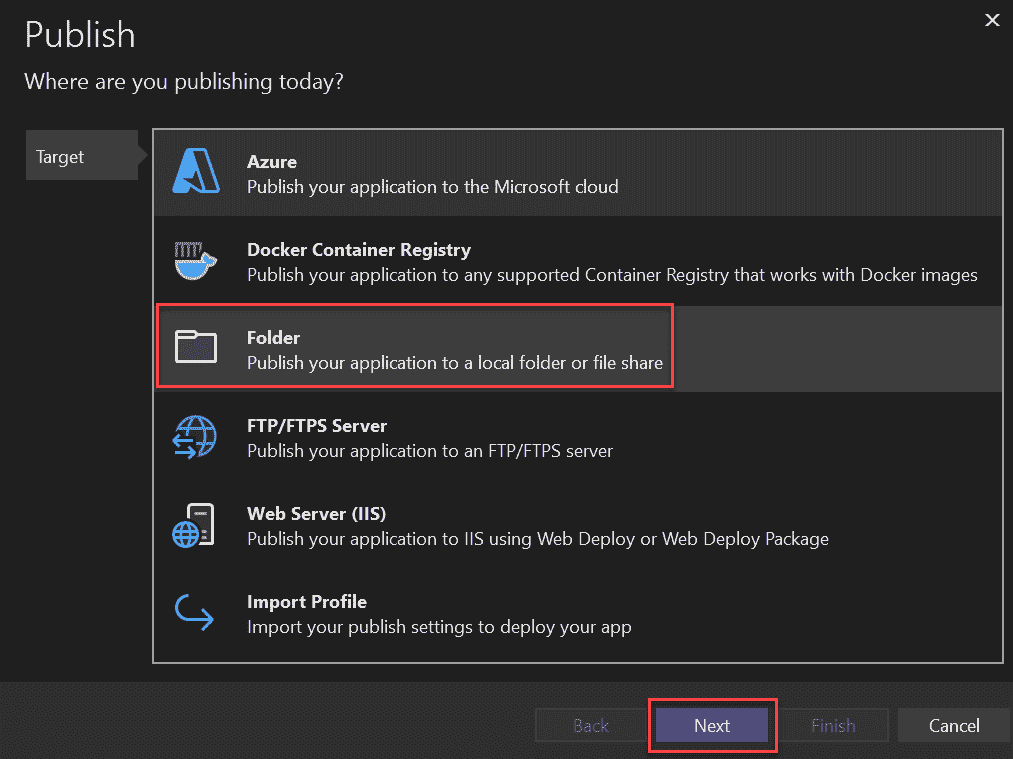 Publish
Where are you publishing today?
Target
Azure
Publish your application to the Microsoft cloud
Docker Container Registry
Publish your application to any supported Container Registry that works with Docker images
Folder
Publish your application to a local folder or file share
FTP/FTPS Server
Publish your application to an FTP/FTPS server
Web Server (IIS)
Publish your application to IIS using Web Deploy or Web Deploy Package
Import Profile
Import your publish settings to deploy your app
Back
Next
Finish
Cancel